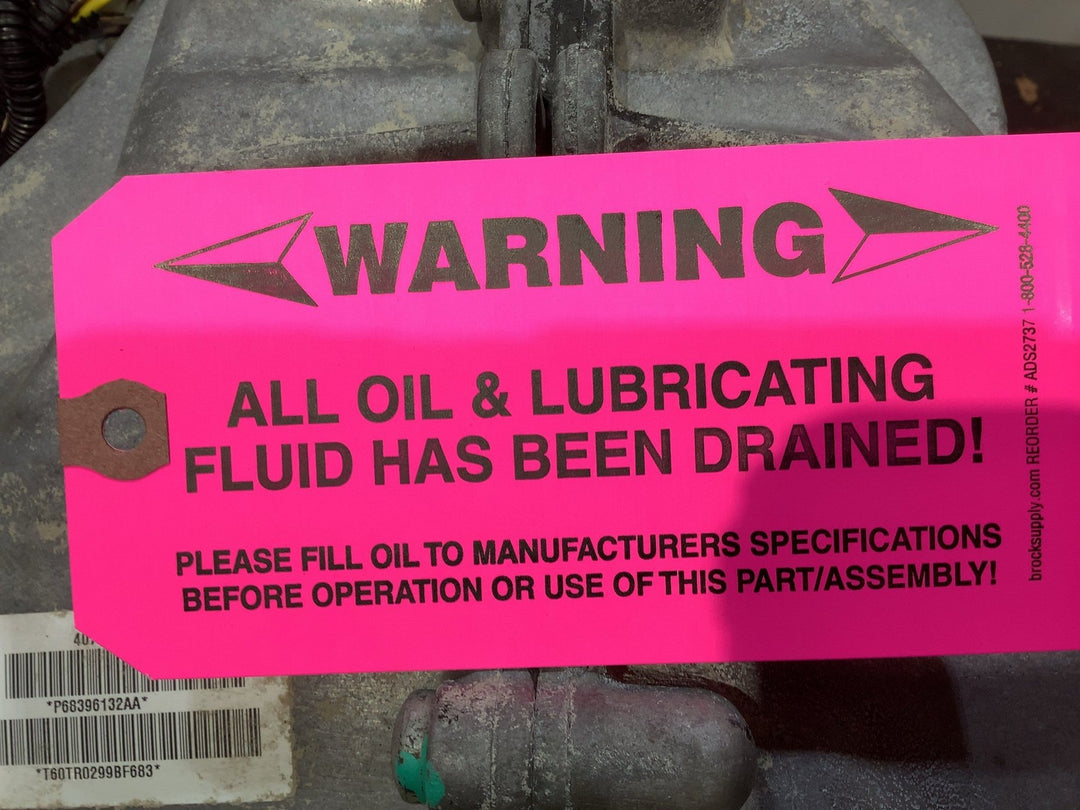 WARNING
ALL OIL & LUBRICATING
FLUID HAS BEEN DRAINED!
PLEASE FILL OIL TO MANUFACTURERS SPECIFICATIONS
BEFORE OPERATION OR USE OF THIS PART/ASSEMBLY!
brocksupply.com REORDER # ADS2737 1-800-528-4400
*P68396132AA*
*T60TR0299BF683*